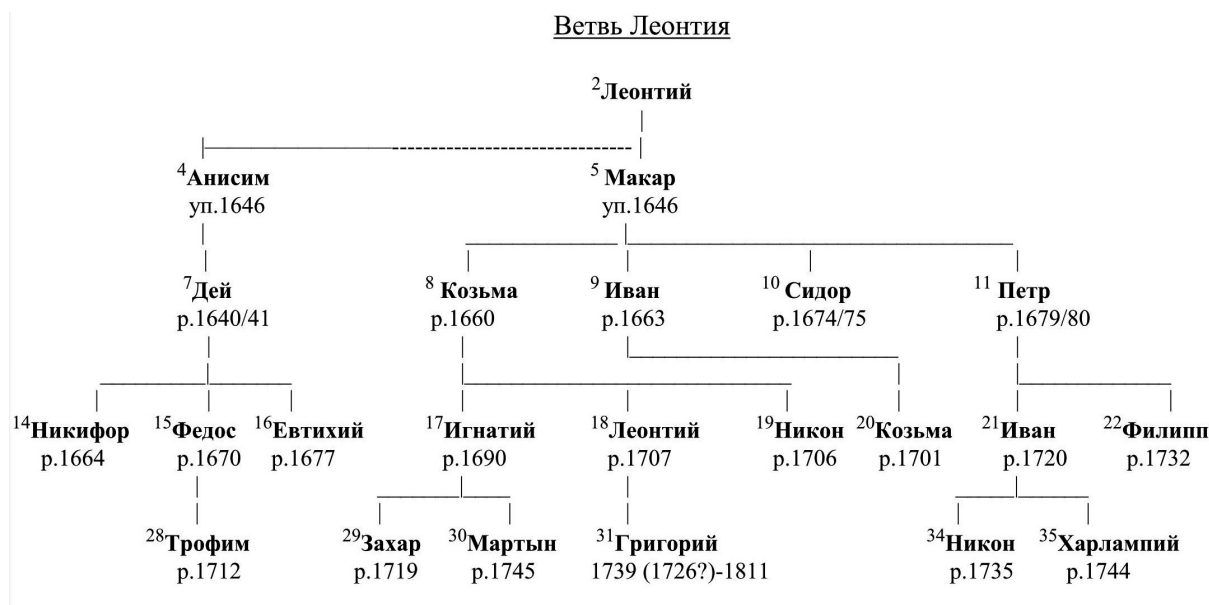 Ветвь Леонтия
2Леонтий
4Анисим 5 Макар
уп.1646 уп.1646
7Дей 8 Козьма 9 Иван 10 Сидор 11 Петр
р.1640/41 р.1660 р.1663 р.1674/75 р.1679/80
14Никифор 15Федос 16Евтихий 17Игнатий 18Леонтий 19Никон 20Козьма 21Иван 22Филипп
р.1664 р.1670 р.1677 р.1690 р.1707 р.1706 р.1701 р.1720 р.1732
28Трофим 29Захар 30Мартын 31Григорий 34Никон 35Харлампий
р.1712 р.1719 р.1745 1739 (1726?)-1811 р.1735 р.1744